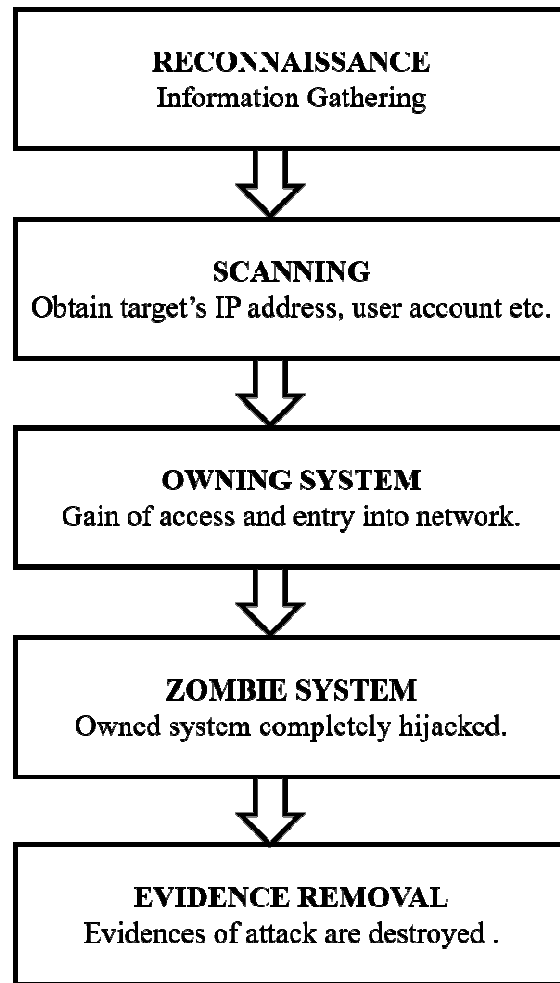 RECONNAISSANCE
Information Gathering
SCANNING
Obtain target's IP address, user account etc.
OWNING SYSTEM
Gain of access and entry into network.
ZOMBIE SYSTEM
Owned system completely hijacked.
EVIDENCE REMOVAL
Evidences of attack are destroyed .